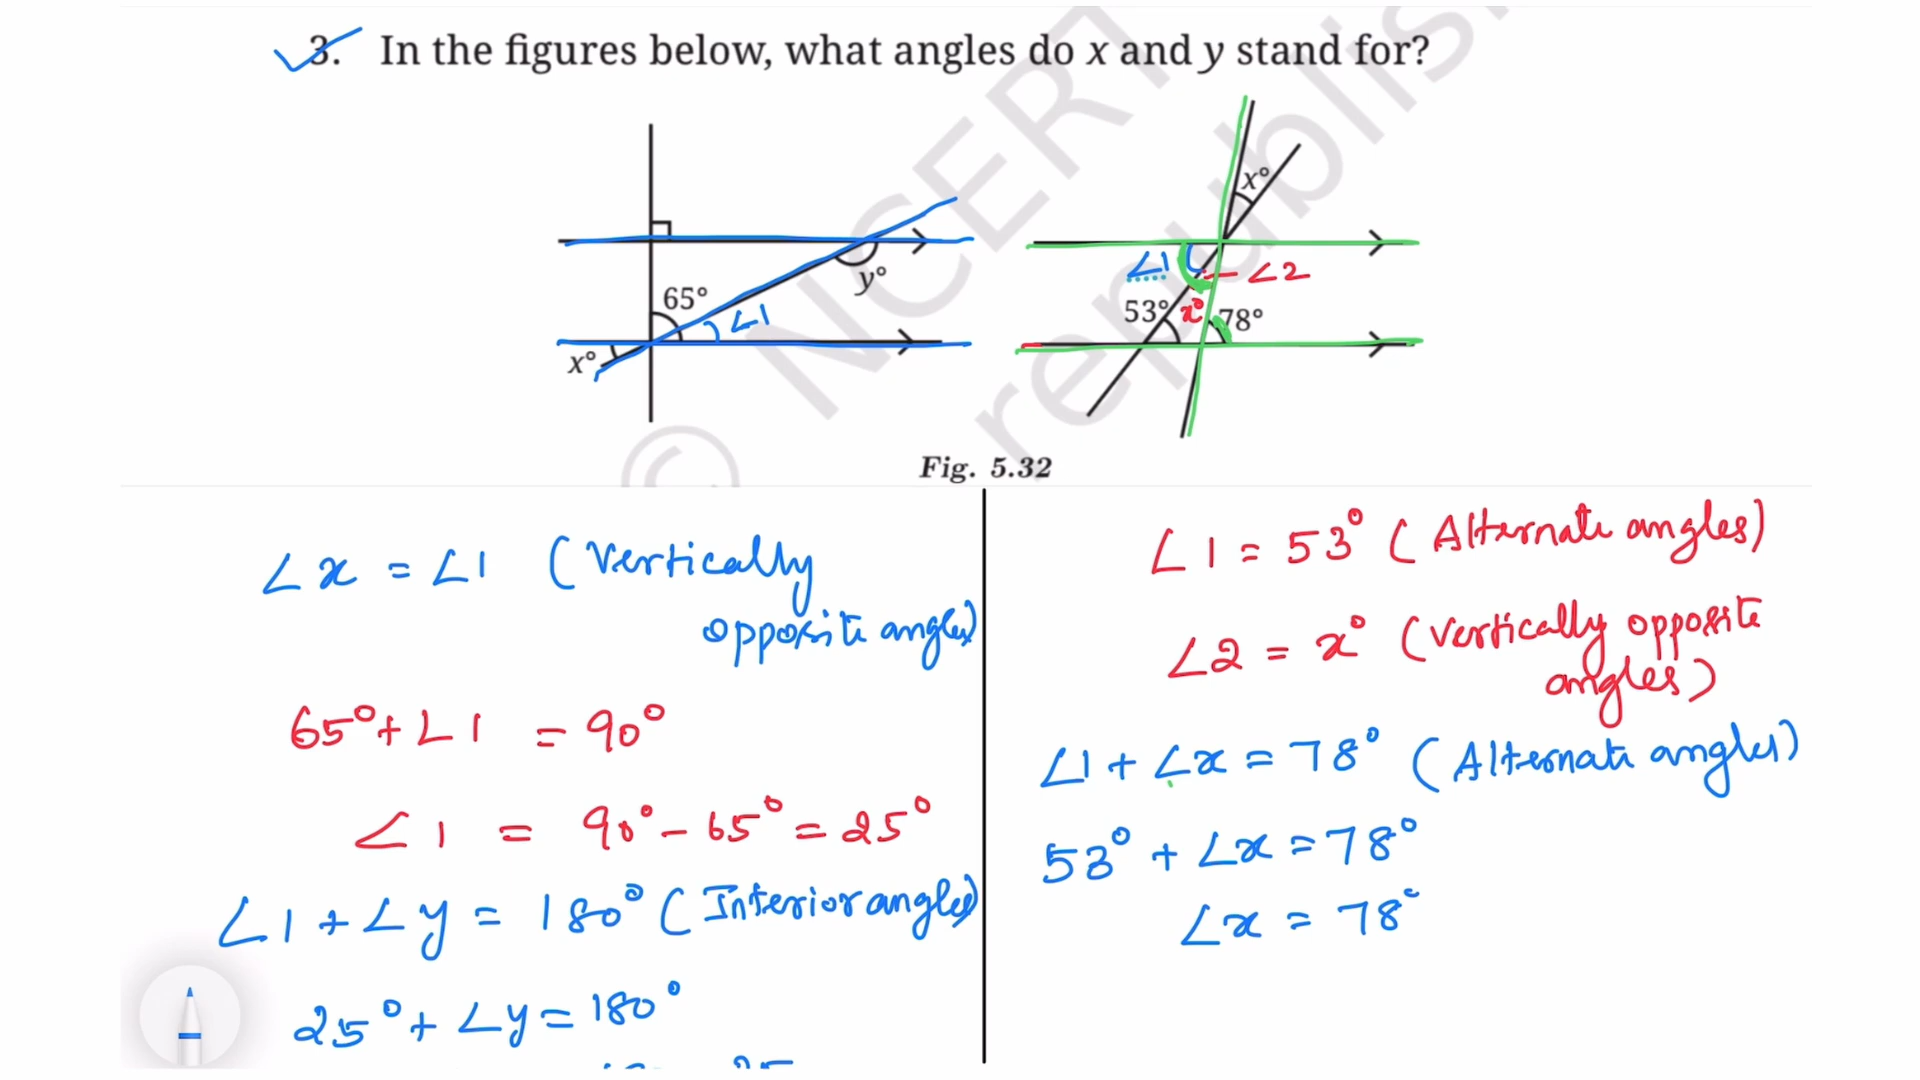 3. In the figures below, what angles do x and y stand for?
© NCERT
republis
x°
65°
∠1
y°
x°
∠1
∠2
53°
x°
78°
x°
Fig. 5.32
∠x = ∠1 (Vertically
opposite angles)
65° + ∠1 = 90°
∠1 = 90° - 65° = 25°
∠1 + ∠y = 180° (Interior angles)
25° + ∠y = 180°
∠1 = 53° (Alternate angles)
∠2 = x° (Vertically opposite
angles)
∠1 + ∠x = 78° (Alternate angles)
53° + ∠x = 78°
∠x = 78°